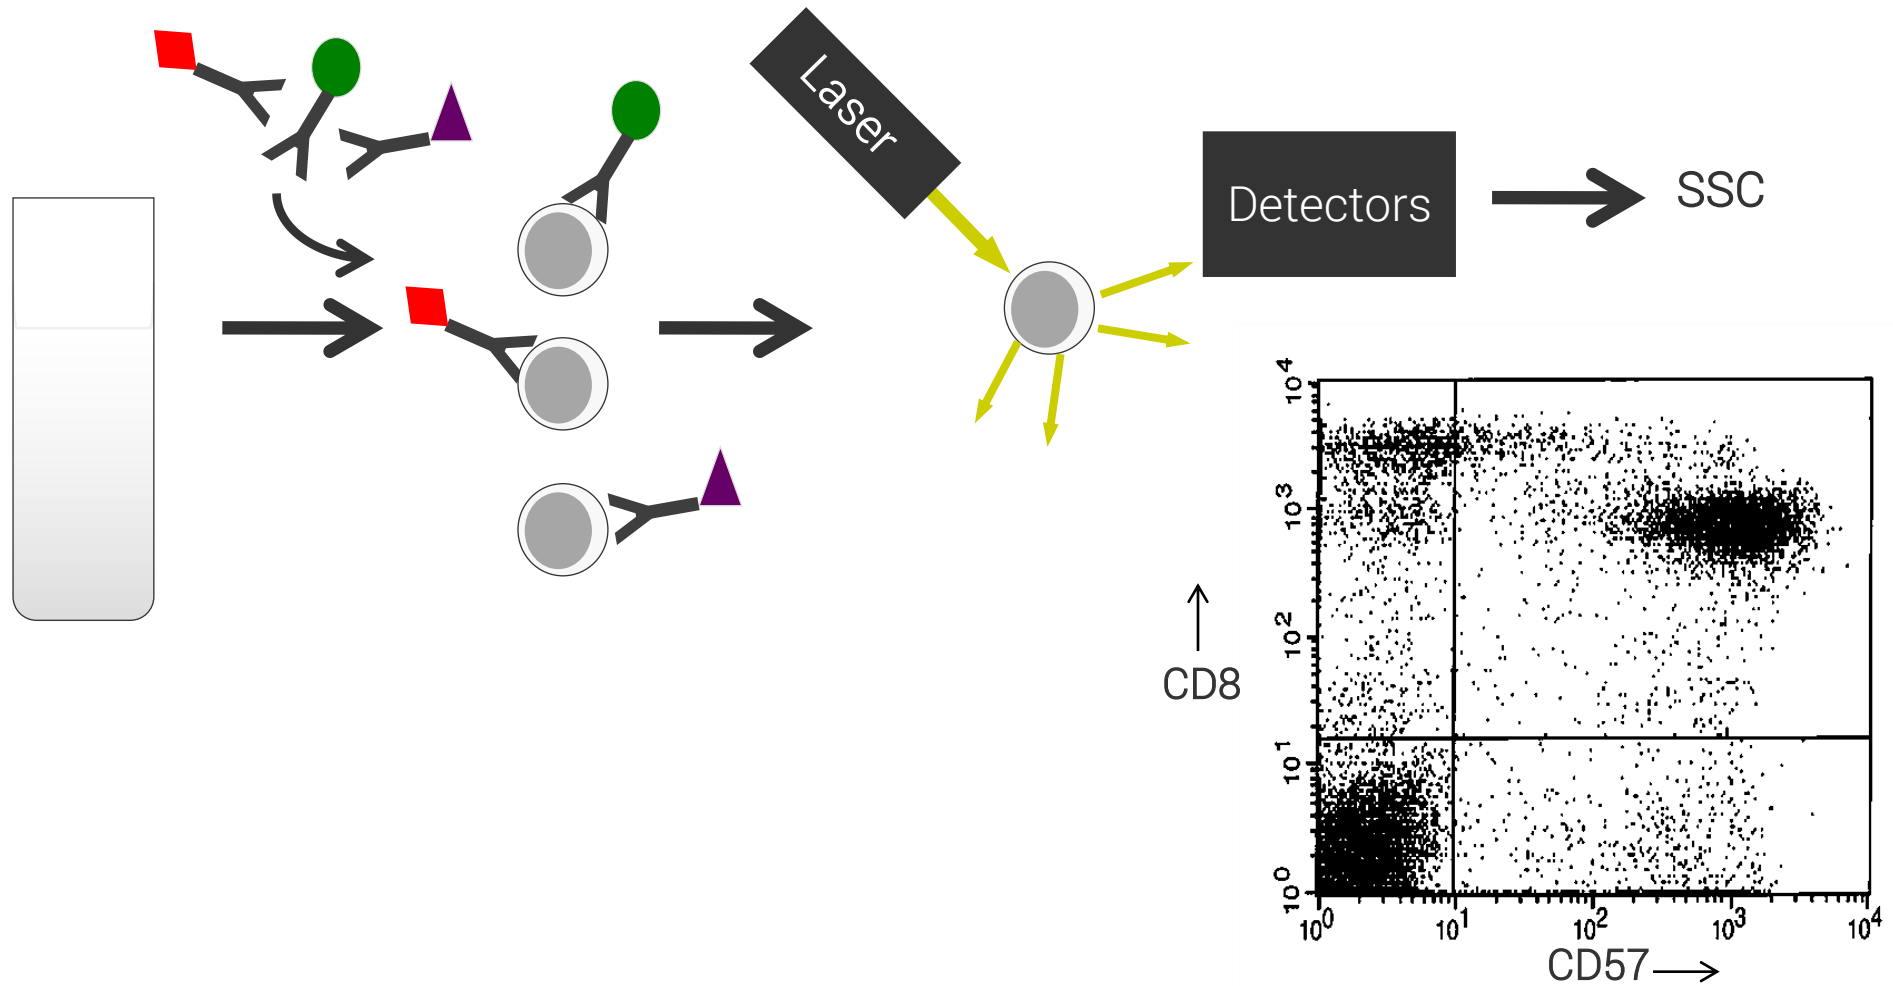 Laser
Detectors
SSC
CD8
10⁴
10³
10²
10¹
10⁰
10⁰ 10¹ 10² 10³ 10⁴
CD57